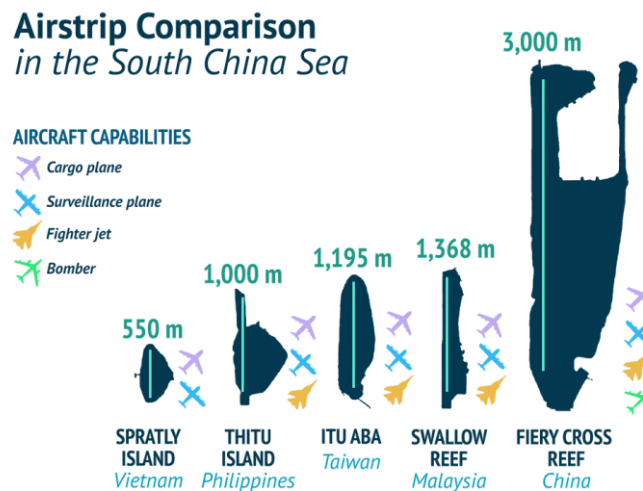 Airstrip Comparison
in the South China Sea
AIRCRAFT CAPABILITIES
Cargo plane
Surveillance plane
Fighter jet
Bomber
550 m
1,000 m
1,195 m
1,368 m
3,000 m
SPRATLY
ISLAND
Vietnam
THITU
ISLAND
Philippines
ITU ABA
Taiwan
SWALLOW
REEF
Malaysia
FIERY CROSS
REEF
China